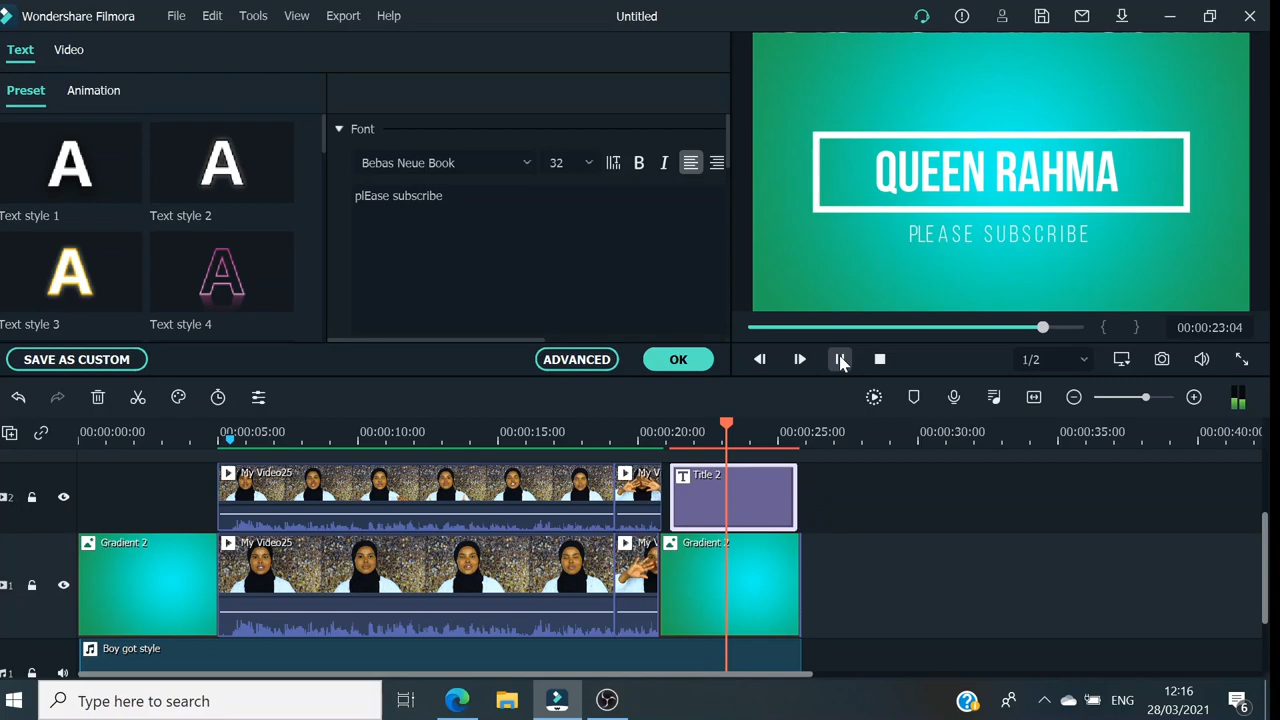 Wondershare Filmora File Edit Tools View Export Help Untitled
Text Video
Preset Animation
Text style 1 Text style 2
Text style 3 Text style 4
Font
Bebas Neue Book 32 B I
plEase subscribe
QUEEN RAHMA
PLEASE SUBSCRIBE
{ } 00:00:23:04
SAVE AS CUSTOM ADVANCED OK
1/2
00:00:00:00 00:00:05:00 00:00:10:00 00:00:15:00 00:00:20:00 00:00:25:00 00:00:30:00 00:00:35:00 00:00:40:00
2 My Video25 My V Title 2
Gradient 2 My Video25 My V Gradient 2
1
Boy got style
1
Type here to search ENG 12:16
28/03/2021 6